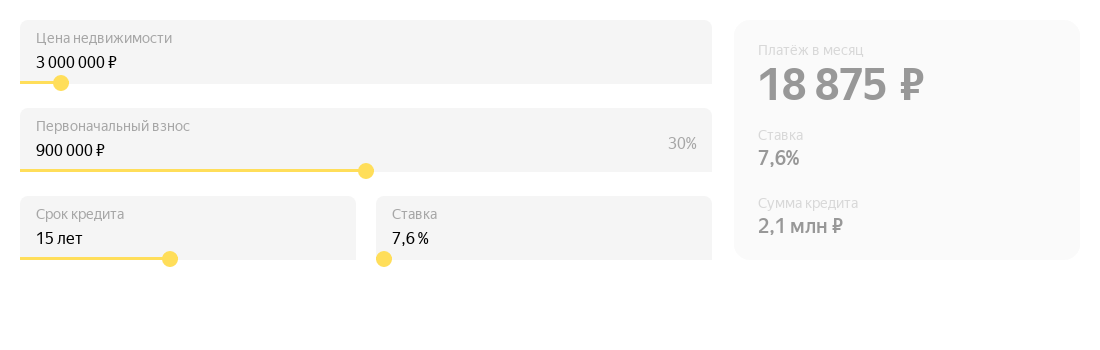 Цена недвижимости
3 000 000 ₽
Первоначальный взнос
900 000 ₽
30%
Срок кредита
15 лет
Ставка
7,6 %
Платёж в месяц
18 875 ₽
Ставка
7,6%
Сумма кредита
2,1 млн ₽